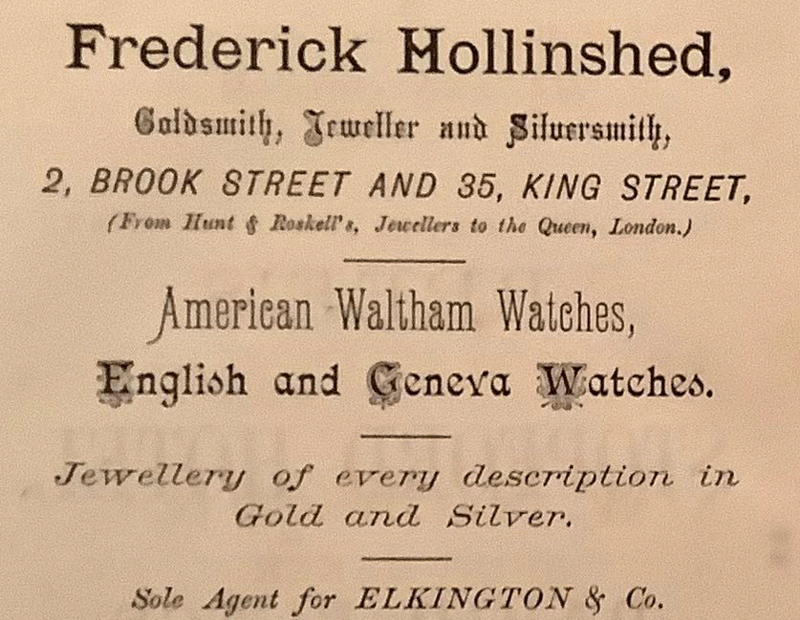 Frederick Hollinshed,
Goldsmith, Jeweller and Silversmith,
2, BROOK STREET AND 35, KING STREET,
(From Hunt & Roskell's, Jewellers to the Queen, London.)
American Waltham Watches,
English and Geneva Watches.
Jewellery of every description in
Gold and Silver.
Sole Agent for ELKINGTON & Co.